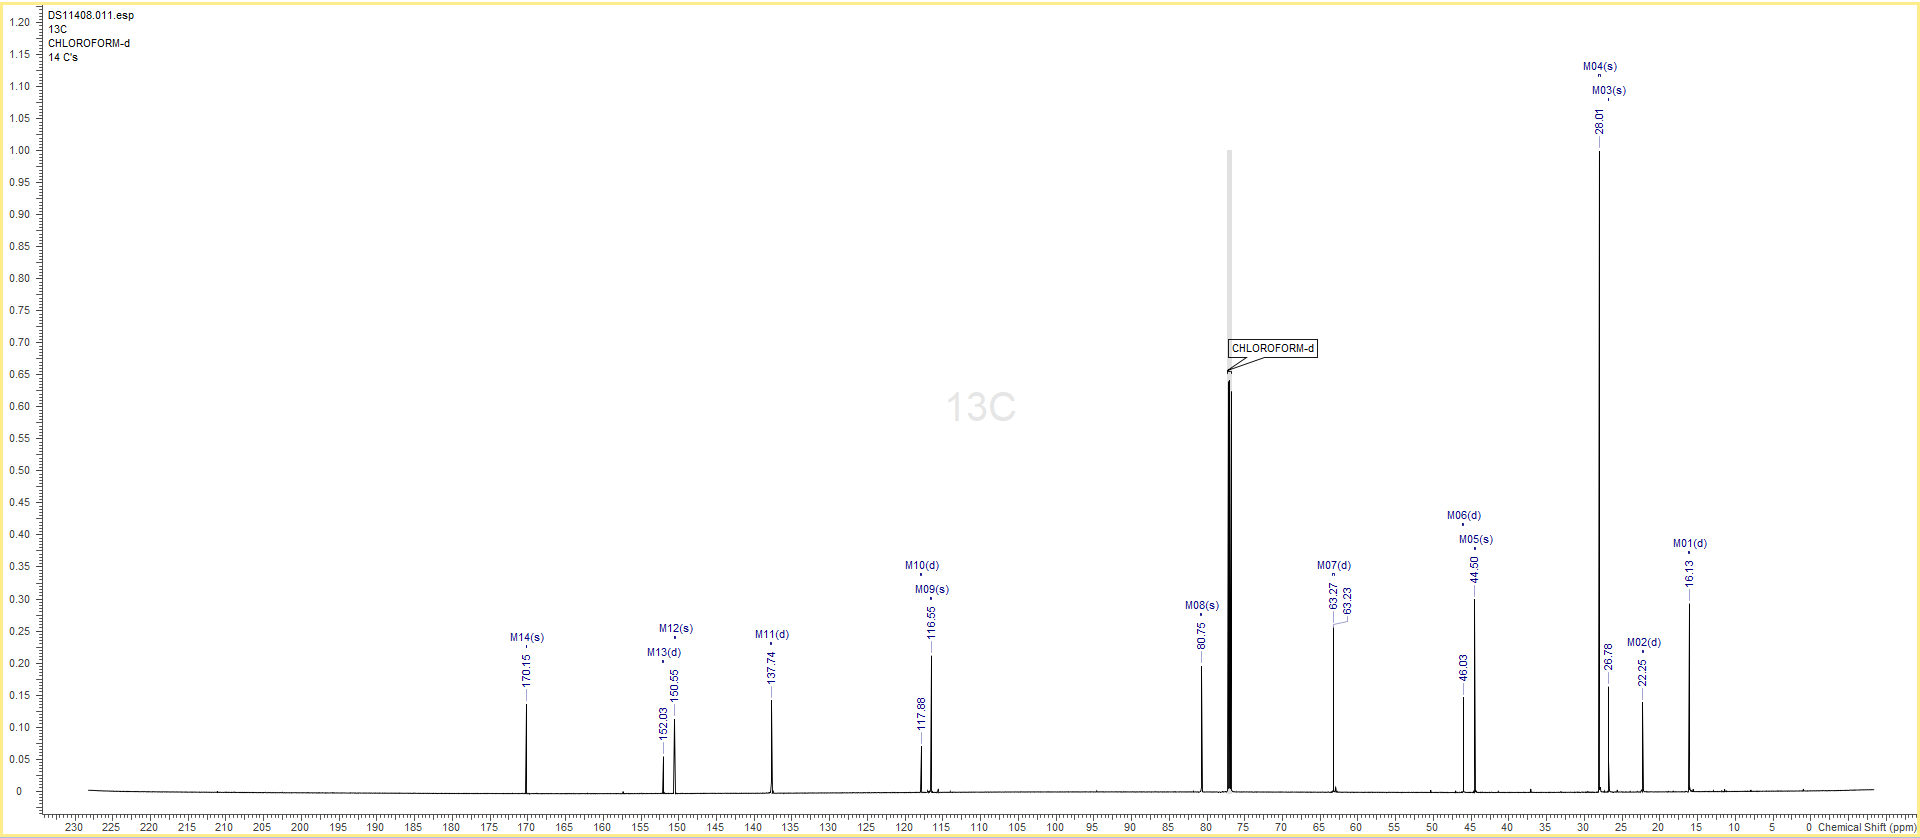 DS11408.011.esp
13C
CHLOROFORM-d
14 C's
1.20
1.15
1.10
1.05
1.00
0.95
0.90
0.85
0.80
0.75
0.70
0.65
0.60
0.55
0.50
0.45
0.40
0.35
0.30
0.25
0.20
0.15
0.10
0.05
0
M14(s)
170.15
M13(d)
152.03
M12(s)
150.55
M11(d)
137.74
M10(d)
117.88
M09(s)
116.55
M08(s)
80.75
CHLOROFORM-d
13C
M07(d)
63.27
63.23
M06(d)
46.03
M05(s)
44.50
M04(s)
28.01
M03(s)
26.78
M02(d)
22.25
M01(d)
16.13
230 225 220 215 210 205 200 195 190 185 180 175 170 165 160 155 150 145 140 135 130 125 120 115 110 105 100 95 90 85 80 75 70 65 60 55 50 45 40 35 30 25 20 15 10 5 0 Chemical Shift (ppm)